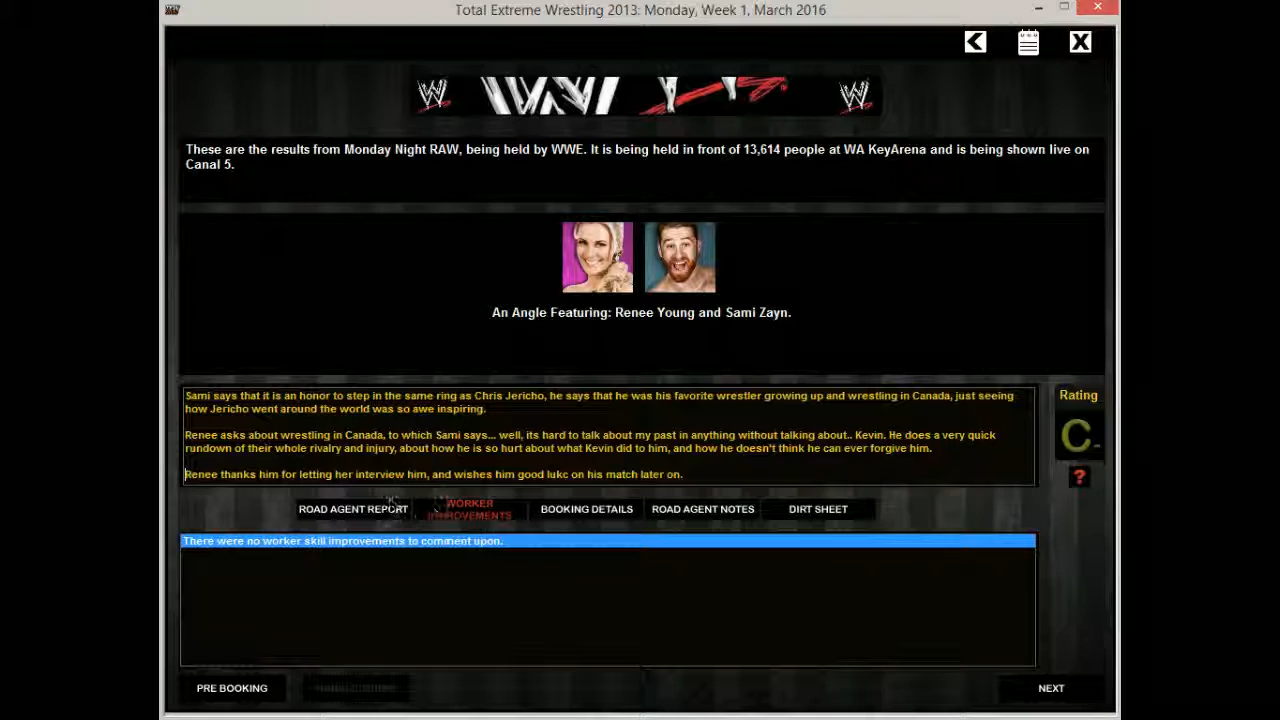 Total Extreme Wrestling 2013: Monday, Week 1, March 2016
These are the results from Monday Night RAW, being held by WWE. It is being held in front of 13,614 people at WA KeyArena and is being shown live on
Canal 5.
An Angle Featuring: Renee Young and Sami Zayn.
Sami says that it is an honor to step in the same ring as Chris Jericho, he says that he was his favorite wrestler growing up and wrestling in Canada, just seeing
how Jericho went around the world was so awe inspiring.
Renee asks about wrestling in Canada, to which Sami says... well, its hard to talk about my past in anything without talking about.. Kevin. He does a very quick
rundown of their whole rivalry and injury, about how he is so hurt about what Kevin did to him, and how he doesn't think he can ever forgive him.
Renee thanks him for letting her interview him, and wishes him good lukc on his match later on.
Rating
C-
?
ROAD AGENT REPORT
WORKER
IMPROVEMENTS
BOOKING DETAILS
ROAD AGENT NOTES
DIRT SHEET
There were no worker skill improvements to comment upon.
PRE BOOKING
NEXT